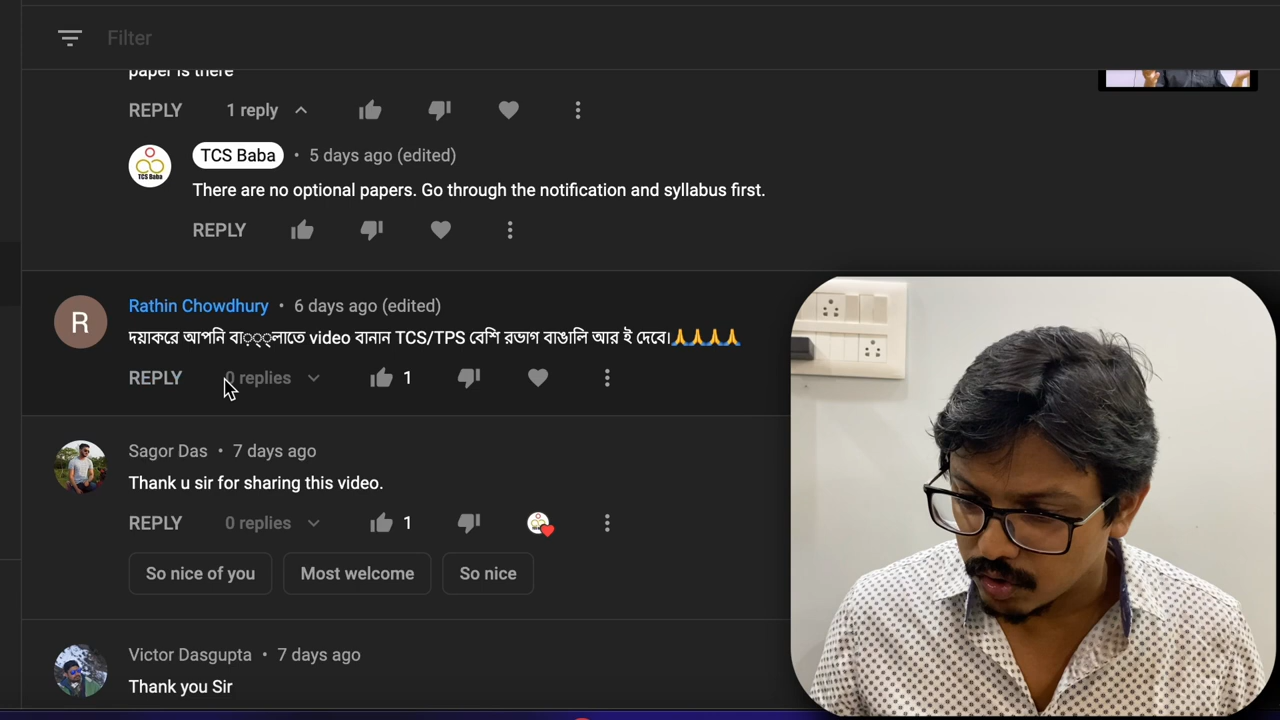 Filter
paper is there
REPLY 1 reply
TCS Baba • 5 days ago (edited)
TCS Baba
There are no optional papers. Go through the notification and syllabus first.
REPLY
R
Rathin Chowdhury • 6 days ago (edited)
দয়াকরে আপনি বা্্্লাতে video বানান TCS/TPS বেশি রভাগ বাঙালি আর ই দেবে।🙏🙏🙏🙏
REPLY 0 replies 1
Sagor Das • 7 days ago
Thank u sir for sharing this video.
REPLY 0 replies 1
So nice of you Most welcome So nice
Victor Dasgupta • 7 days ago
Thank you Sir